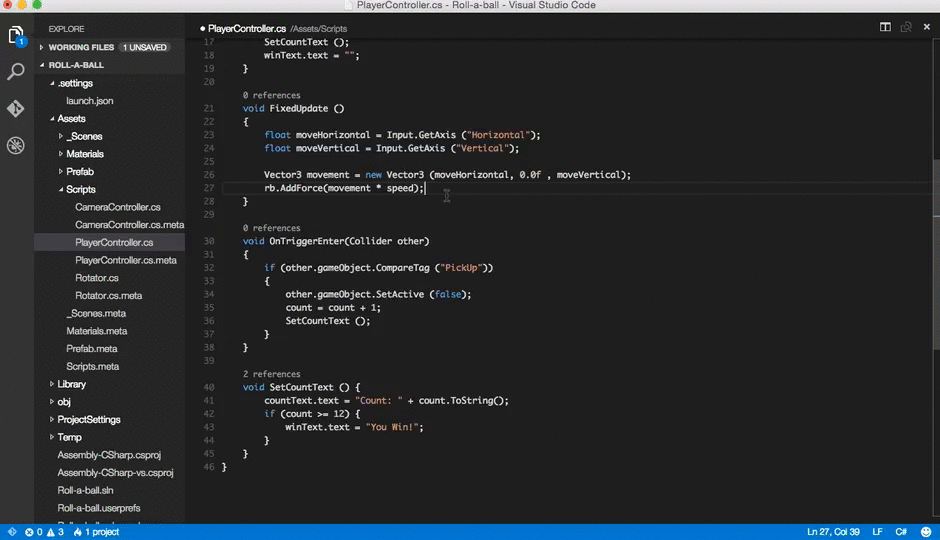 PlayerController.cs - Roll-a-ball - Visual Studio Code
EXPLORE
WORKING FILES 1 UNSAVED
ROLL-A-BALL
.settings
launch.json
Assets
_Scenes
Materials
Prefab
Scripts
CameraController.cs
CameraController.cs.meta
PlayerController.cs
PlayerController.cs.meta
Rotator.cs
Rotator.cs.meta
_Scenes.meta
Materials.meta
Prefab.meta
Scripts.meta
Library
obj
ProjectSettings
Temp
Assembly-CSharp.csproj
Assembly-CSharp-vs.csproj
Roll-a-ball.sln
Roll-a-ball.userprefs
1
PlayerController.cs /Assets/Scripts
17 SetCountText ();
18 winText.text = "";
19 }
20
0 references
21 void FixedUpdate ()
22 {
23 float moveHorizontal = Input.GetAxis ("Horizontal");
24 float moveVertical = Input.GetAxis ("Vertical");
25
26 Vector3 movement = new Vector3 (moveHorizontal, 0.0f , moveVertical);
27 rb.AddForce(movement * speed);
28 }
29
0 references
30 void OnTriggerEnter(Collider other)
31 {
32 if (other.gameObject.CompareTag ("PickUp"))
33 {
34 other.gameObject.SetActive (false);
35 count = count + 1;
36 SetCountText ();
37 }
38 }
39
2 references
40 void SetCountText () {
41 countText.text = "Count: " + count.ToString();
42 if (count >= 12) {
43 winText.text = "You Win!";
44 }
45 }
46 }
0 3 1 project
Ln 27, Col 39 LF C#